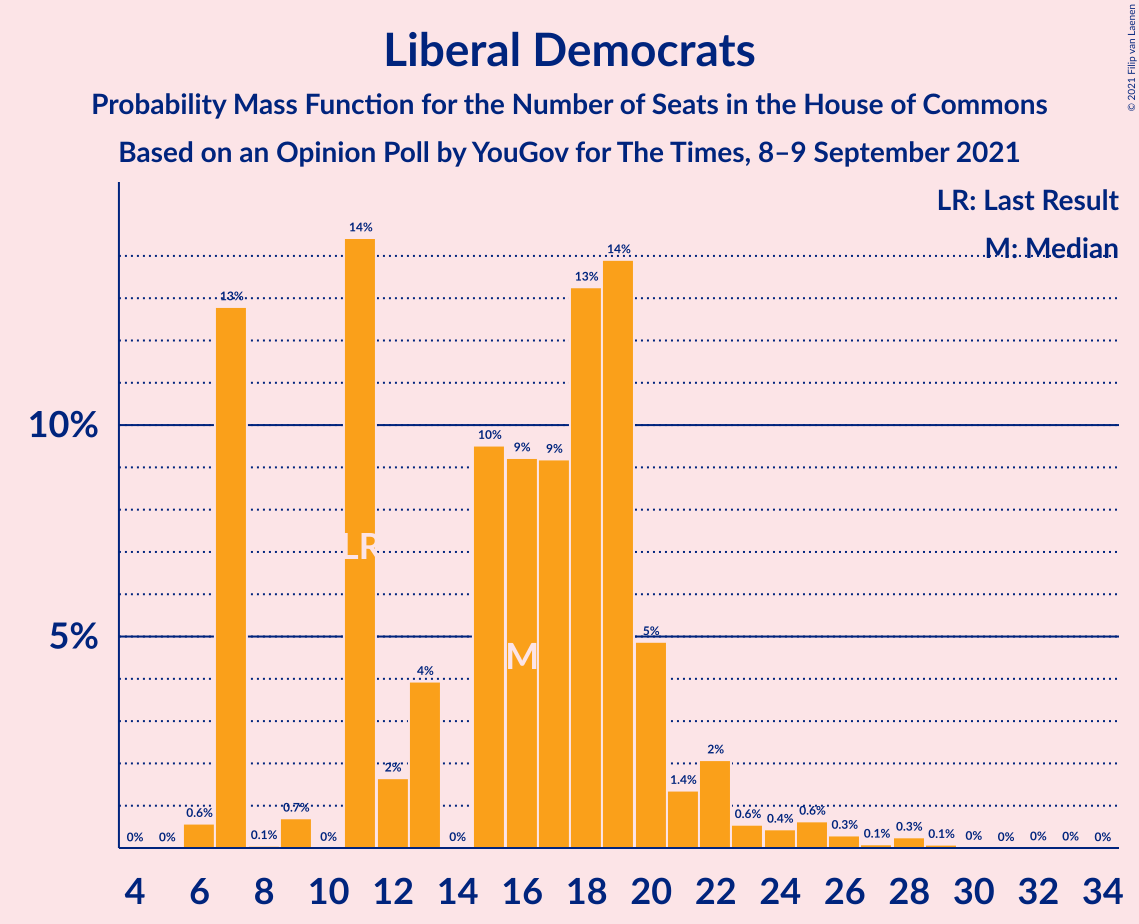 Liberal Democrats
Probability Mass Function for the Number of Seats in the House of Commons
Based on an Opinion Poll by YouGov for The Times, 8–9 September 2021
© 2021 Filip van Laenen
LR: Last Result
M: Median
10%
5%
0% 0% 0.6% 13% 0.1% 0.7% 0% 14% 2% 4% 0% 10% 9% 9% 13% 14% 5% 1.4% 2% 0.6% 0.4% 0.6% 0.3% 0.1% 0.3% 0.1% 0% 0% 0% 0% 0%
LR
M
4 6 8 10 12 14 16 18 20 22 24 26 28 30 32 34